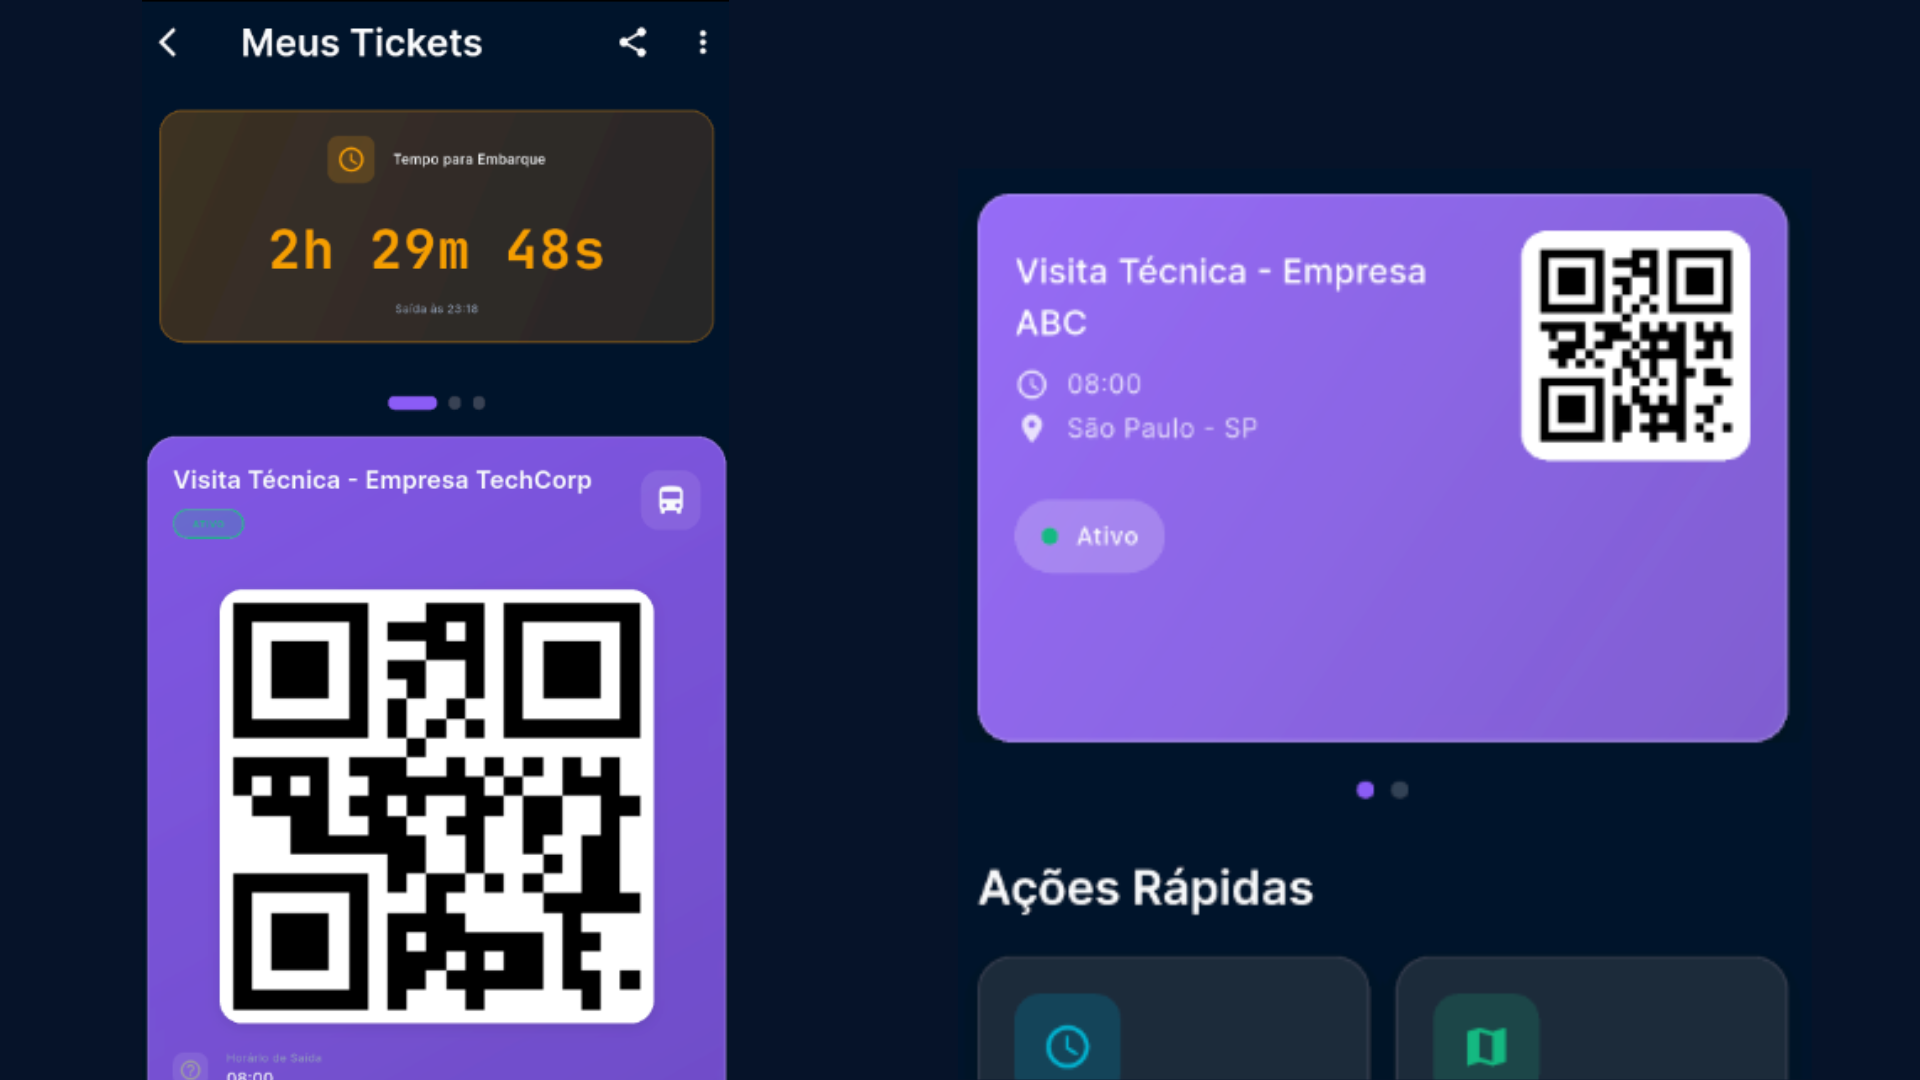 Meus Tickets
Tempo para Embarque
2h 29m 48s
Saída às 23:18
Visita Técnica - Empresa TechCorp
ATIVO
Horário de Saída
08:00
Visita Técnica - Empresa
ABC
08:00
São Paulo - SP
Ativo
Ações Rápidas